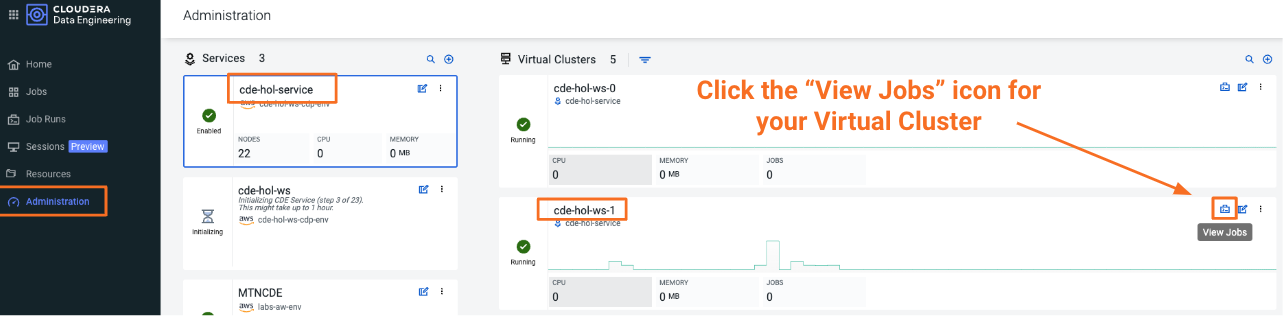 CLOUDERA
Data Engineering
Home
Jobs
Job Runs
Sessions Preview
Resources
Administration
Administration
Services 3
cde-hol-service
aws cde-hol-ws-cdp-env
Enabled
NODES CPU MEMORY
22 0 0 MB
cde-hol-ws
Initializing CDE Service (step 3 of 23).
This might take up to 1 hour.
aws cde-hol-ws-cdp-env
Initializing
MTNCDE
aws labs-aw-env
Virtual Clusters 5
cde-hol-ws-0
cde-hol-service
Running
CPU MEMORY JOBS
0 0 MB 0
Click the “View Jobs” icon for
your Virtual Cluster
cde-hol-ws-1
cde-hol-service
View Jobs
Running
CPU MEMORY JOBS
0 0 MB 0